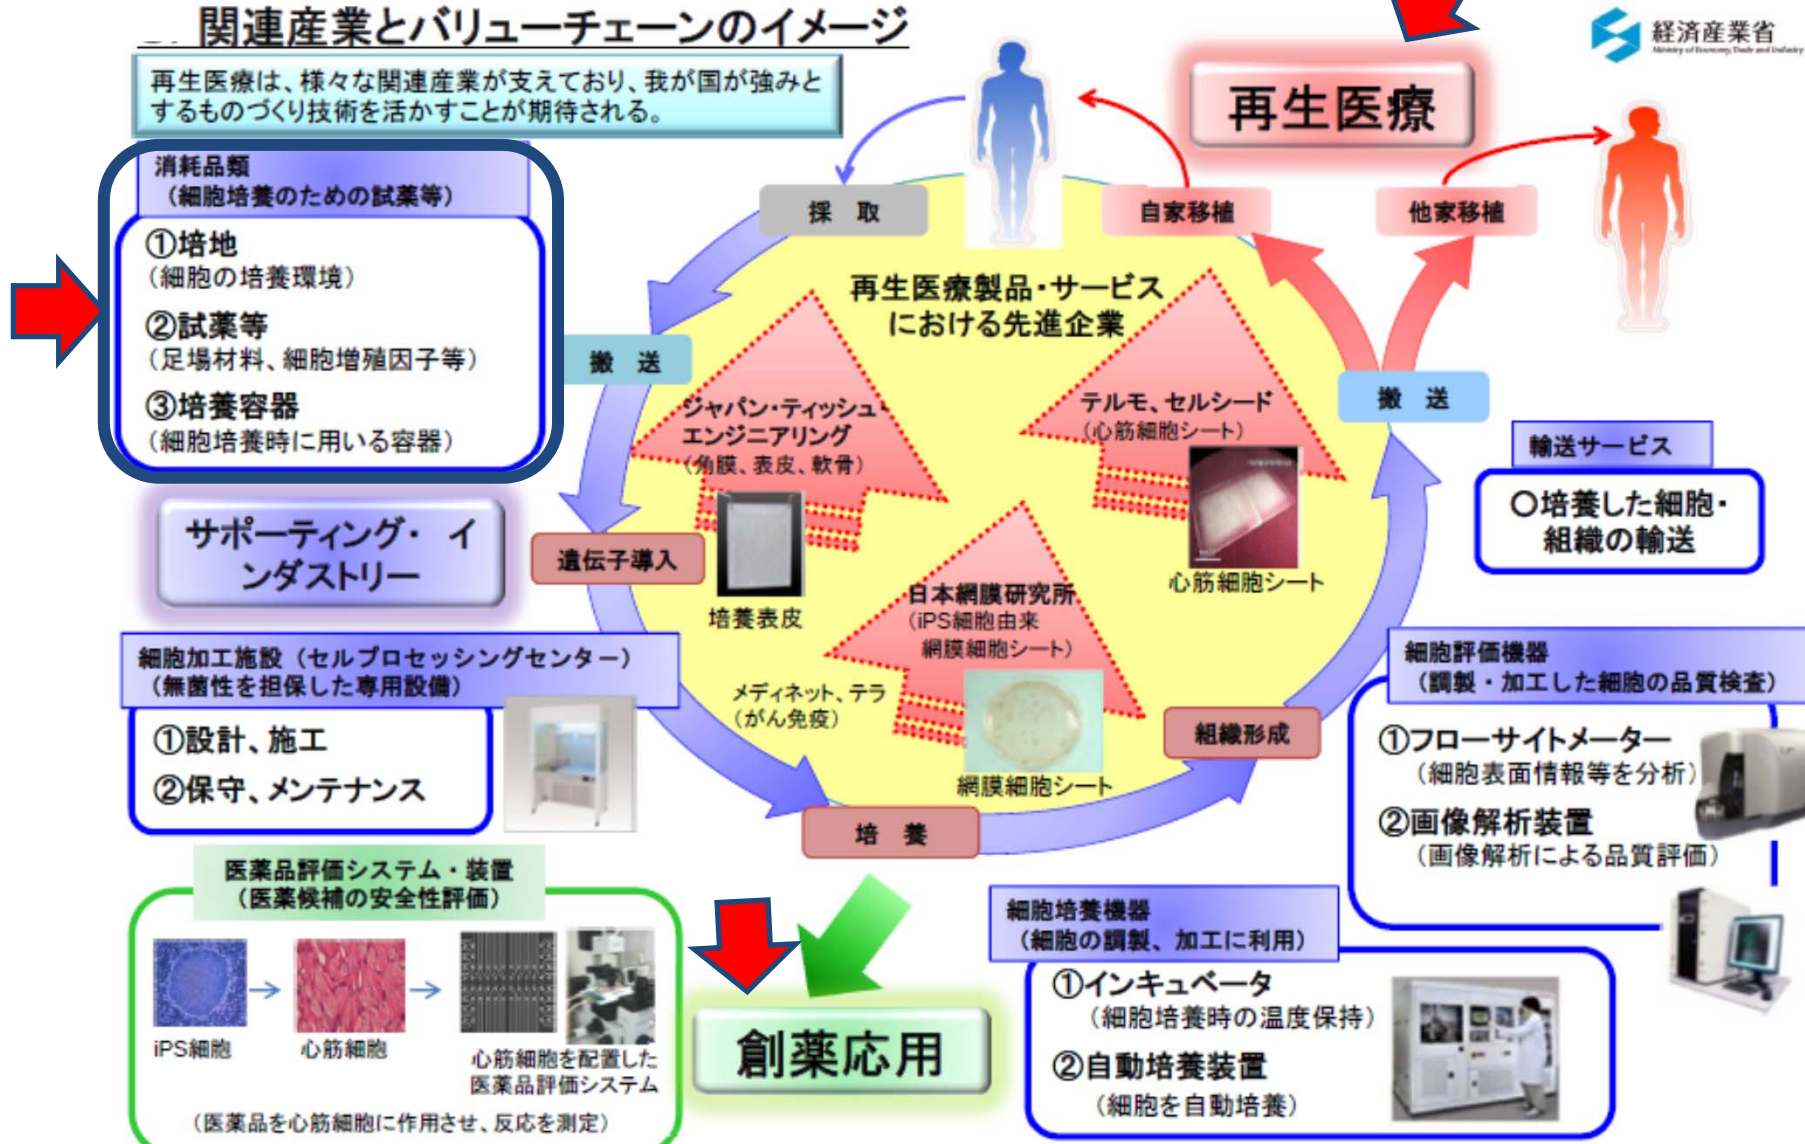 関連産業とバリューチェーンのイメージ
経済産業省
Ministry of Economy, Trade and Industry
再生医療は、様々な関連産業が支えており、我が国が強みと
するものづくり技術を活かすことが期待される。
再生医療
消耗品類
（細胞培養のための試薬等）
①培地
（細胞の培養環境）
②試薬等
（足場材料、細胞増殖因子等）
③培養容器
（細胞培養時に用いる容器）
採 取
自家移植
他家移植
搬 送
搬 送
再生医療製品・サービス
における先進企業
ジャパン・ティッシュ・
エンジニアリング
（角膜、表皮、軟骨）
培養表皮
テルモ、セルシード
（心筋細胞シート）
心筋細胞シート
日本網膜研究所
（iPS細胞由来
網膜細胞シート）
網膜細胞シート
メディネット、テラ
（がん免疫）
輸送サービス
〇培養した細胞・
組織の輸送
サポーティング・ イ
ンダストリー
遺伝子導入
培 養
組織形成
細胞加工施設（セルプロセッシングセンター）
（無菌性を担保した専用設備）
①設計、施工
②保守、メンテナンス
細胞評価機器
（調製・加工した細胞の品質検査）
①フローサイトメーター
（細胞表面情報等を分析）
②画像解析装置
（画像解析による品質評価）
医薬品評価システム・装置
（医薬候補の安全性評価）
iPS細胞
心筋細胞
心筋細胞を配置した
医薬品評価システム
（医薬品を心筋細胞に作用させ、反応を測定）
創薬応用
細胞培養機器
（細胞の調製、加工に利用）
①インキュベータ
（細胞培養時の温度保持）
②自動培養装置
（細胞を自動培養）